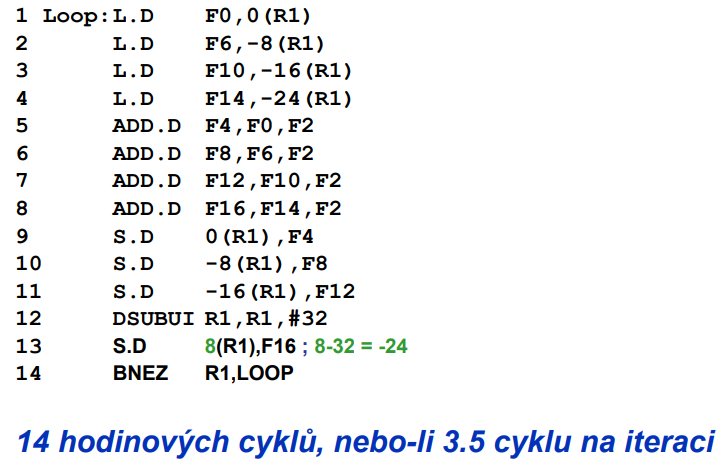 1 Loop:L.D F0,0(R1)
2 L.D F6,-8(R1)
3 L.D F10,-16(R1)
4 L.D F14,-24(R1)
5 ADD.D F4,F0,F2
6 ADD.D F8,F6,F2
7 ADD.D F12,F10,F2
8 ADD.D F16,F14,F2
9 S.D 0(R1),F4
10 S.D -8(R1),F8
11 S.D -16(R1),F12
12 DSUBUI R1,R1,#32
13 S.D 8(R1),F16 ; 8-32 = -24
14 BNEZ R1,LOOP
14 hodinových cyklů, nebo-li 3.5 cyklu na iteraci